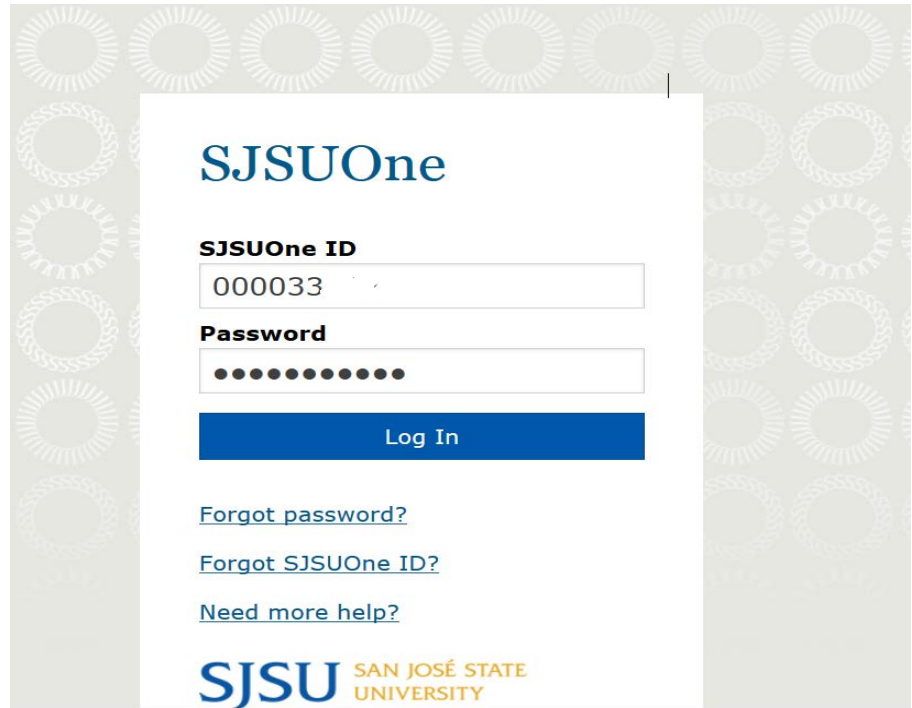 SJSUOne
SJSUOne ID
000033
Password
Log In
Forgot password?
Forgot SJSUOne ID?
Need more help?
SJSU SAN JOSÉ STATE
UNIVERSITY